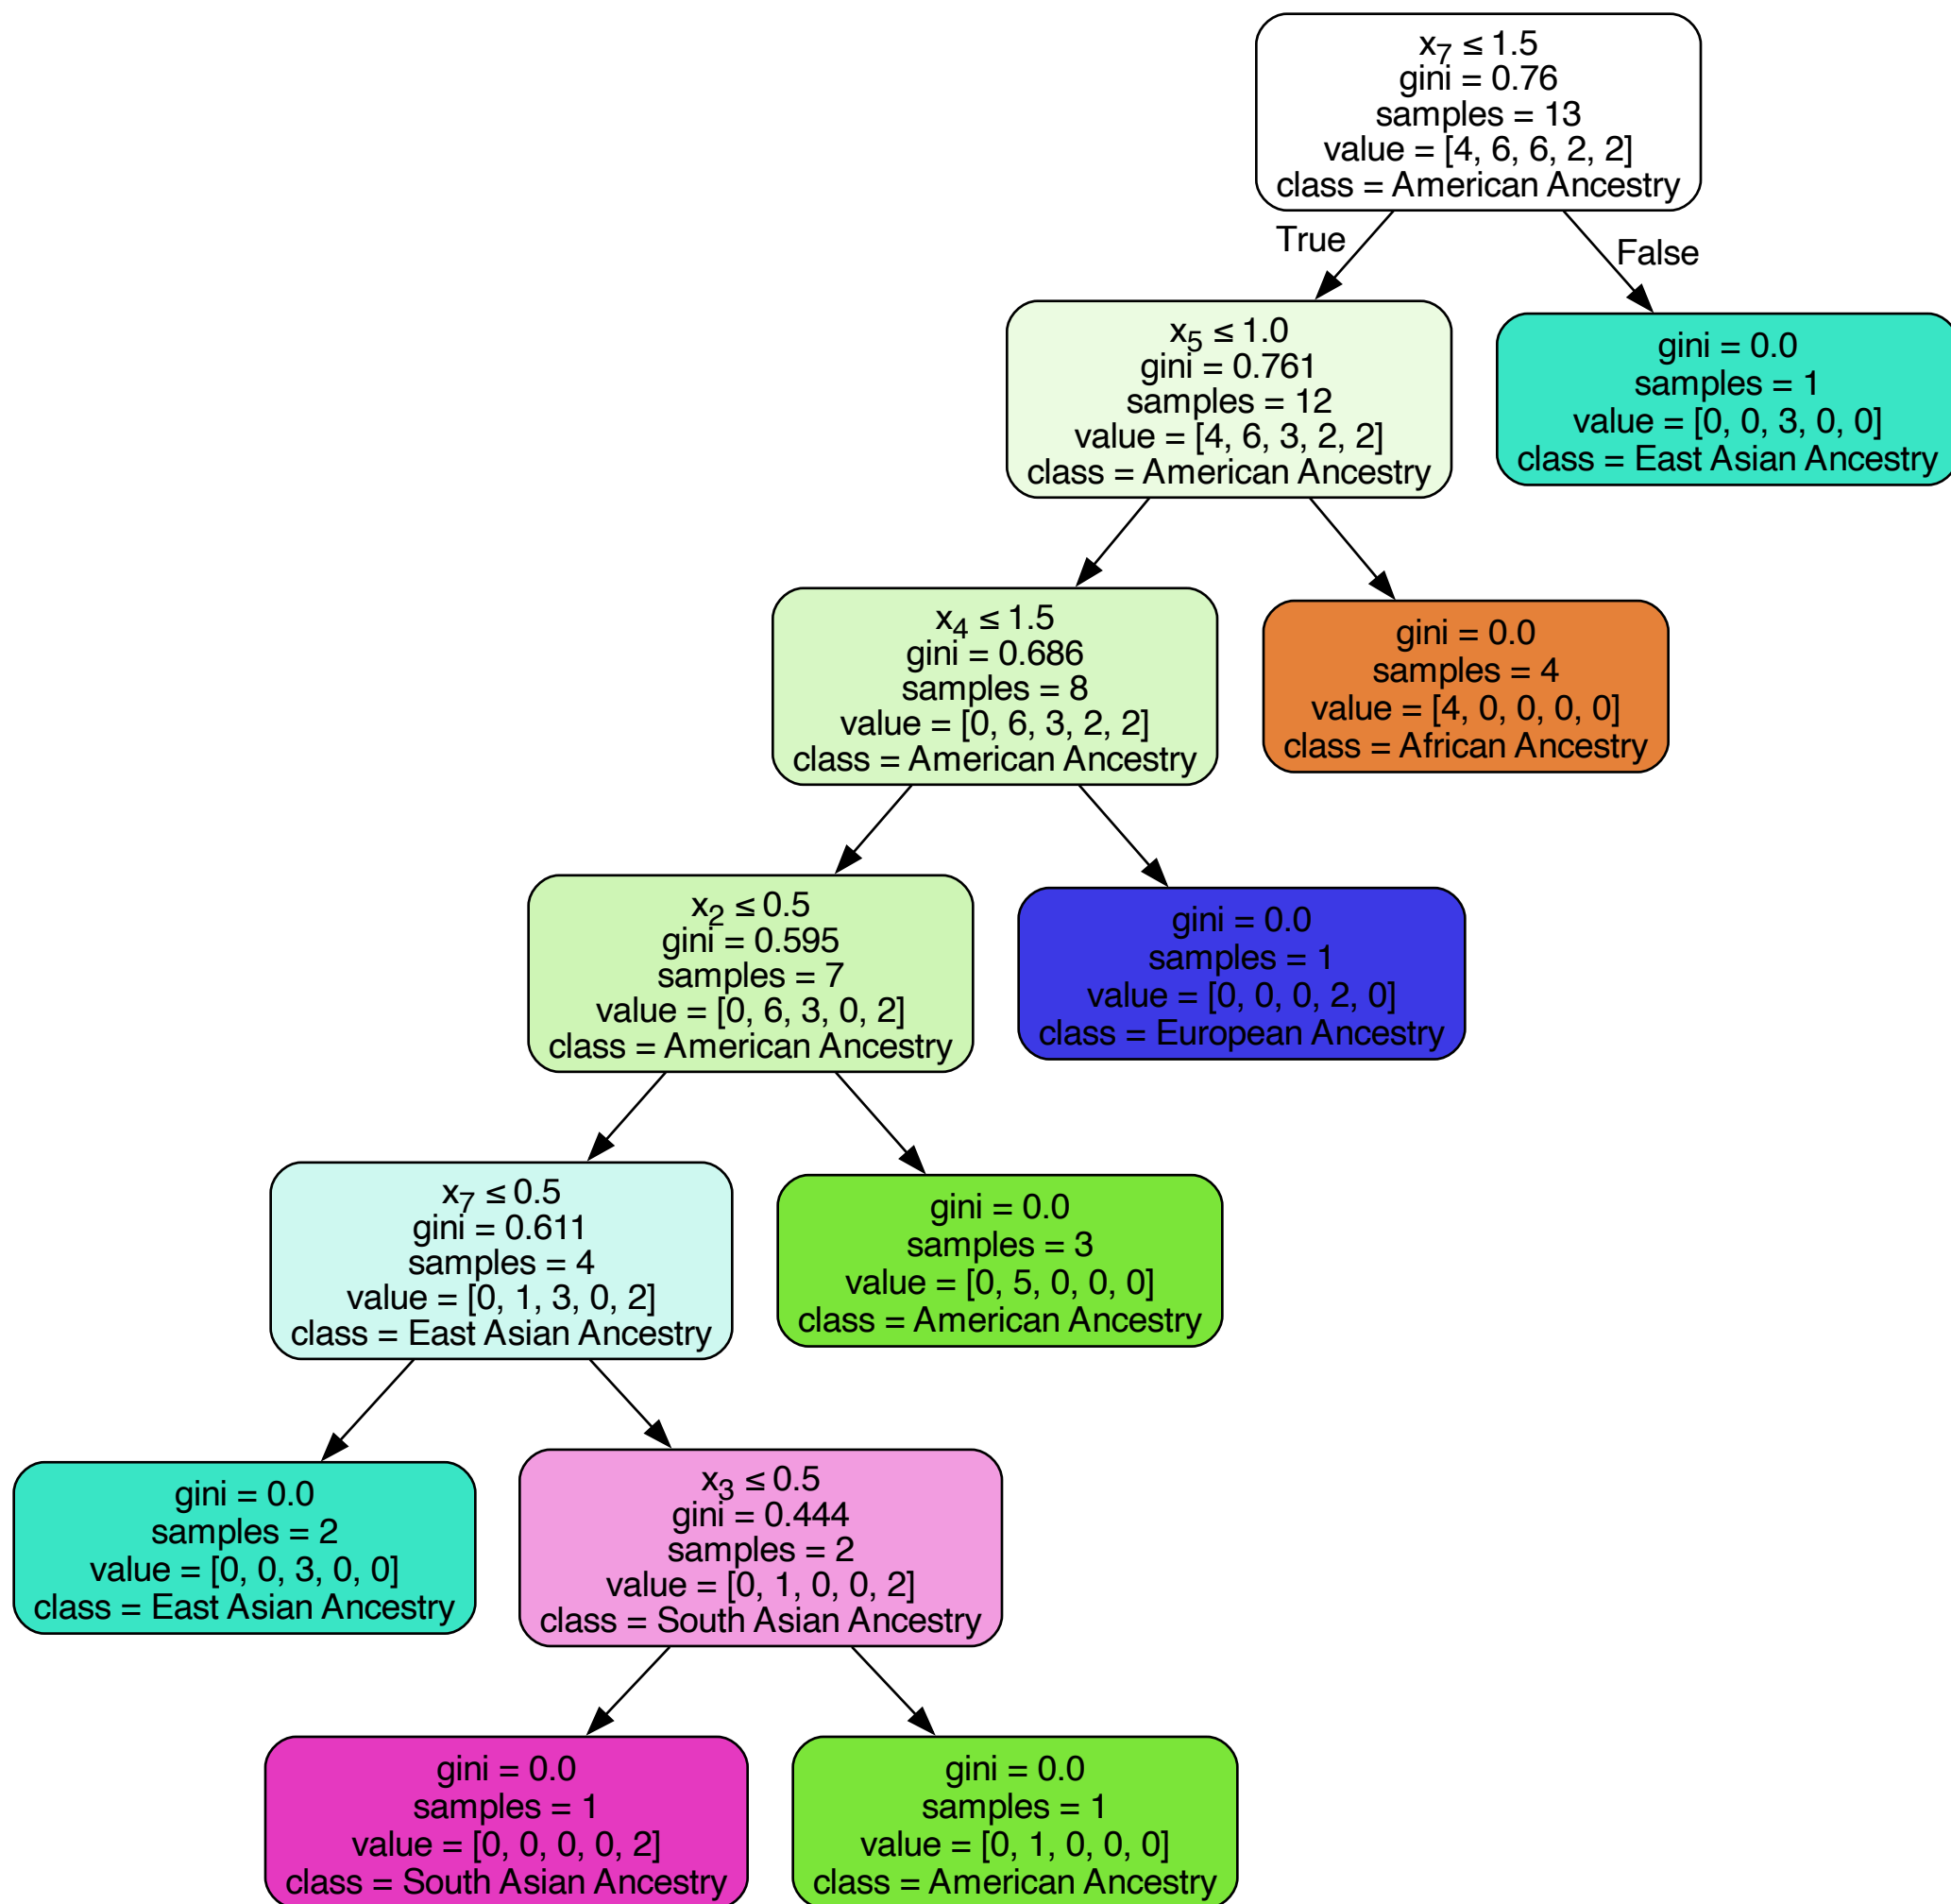 x₇ ≤ 1.5
gini = 0.76
samples = 13
value = [4, 6, 6, 2, 2]
class = American Ancestry
True
False
x₅ ≤ 1.0
gini = 0.761
samples = 12
value = [4, 6, 3, 2, 2]
class = American Ancestry
gini = 0.0
samples = 1
value = [0, 0, 3, 0, 0]
class = East Asian Ancestry
x₄ ≤ 1.5
gini = 0.686
samples = 8
value = [0, 6, 3, 2, 2]
class = American Ancestry
gini = 0.0
samples = 4
value = [4, 0, 0, 0, 0]
class = African Ancestry
x₂ ≤ 0.5
gini = 0.595
samples = 7
value = [0, 6, 3, 0, 2]
class = American Ancestry
gini = 0.0
samples = 1
value = [0, 0, 0, 2, 0]
class = European Ancestry
x₇ ≤ 0.5
gini = 0.611
samples = 4
value = [0, 1, 3, 0, 2]
class = East Asian Ancestry
gini = 0.0
samples = 3
value = [0, 5, 0, 0, 0]
class = American Ancestry
gini = 0.0
samples = 2
value = [0, 0, 3, 0, 0]
class = East Asian Ancestry
x₃ ≤ 0.5
gini = 0.444
samples = 2
value = [0, 1, 0, 0, 2]
class = South Asian Ancestry
gini = 0.0
samples = 1
value = [0, 0, 0, 0, 2]
class = South Asian Ancestry
gini = 0.0
samples = 1
value = [0, 1, 0, 0, 0]
class = American Ancestry